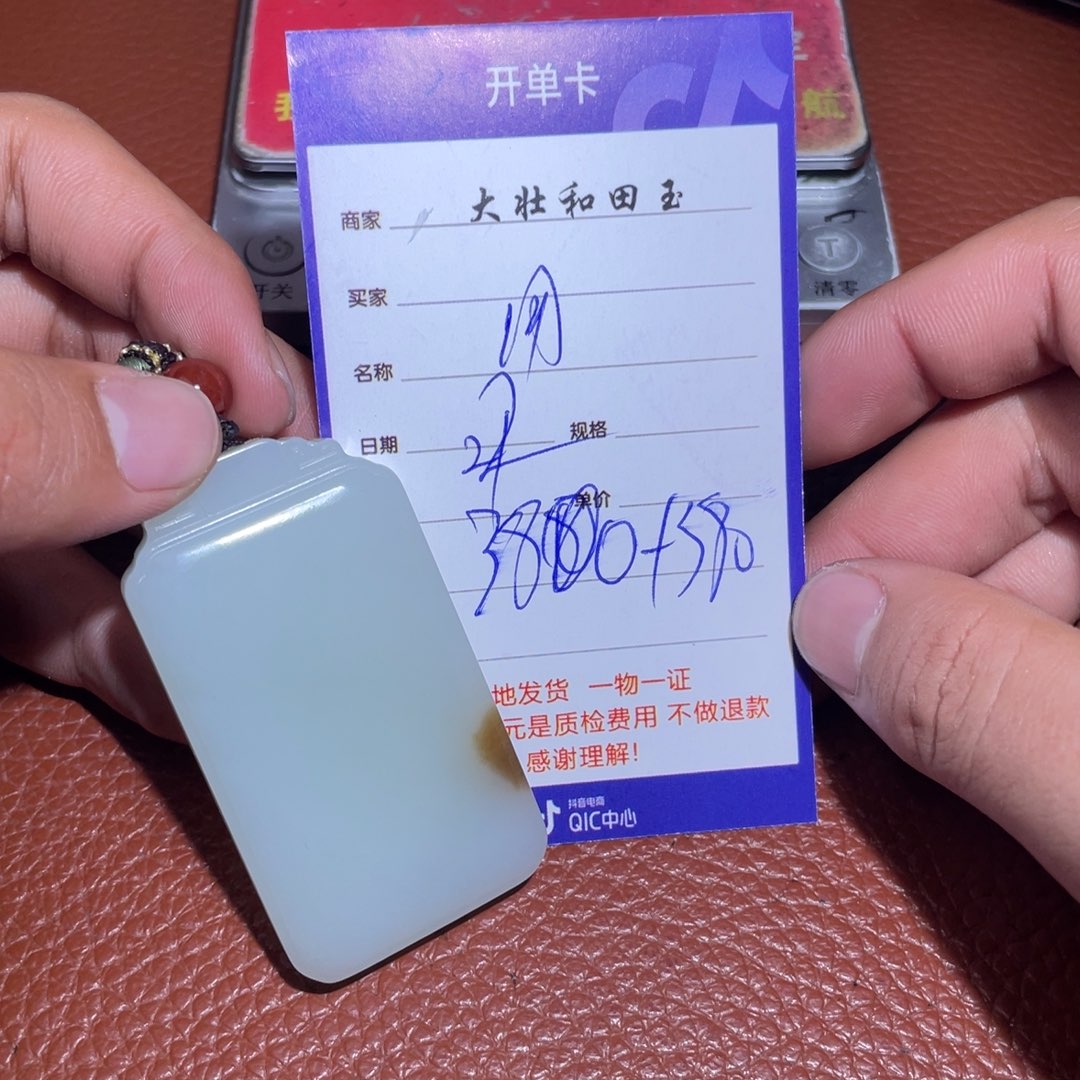 开单卡
航
商家 大壮和田玉
开关
T
清零
买家
名称
日期 规格
单价
地发货 一物一证
元是质检费用 不做退款
感谢理解!
抖音电商
QIC中心